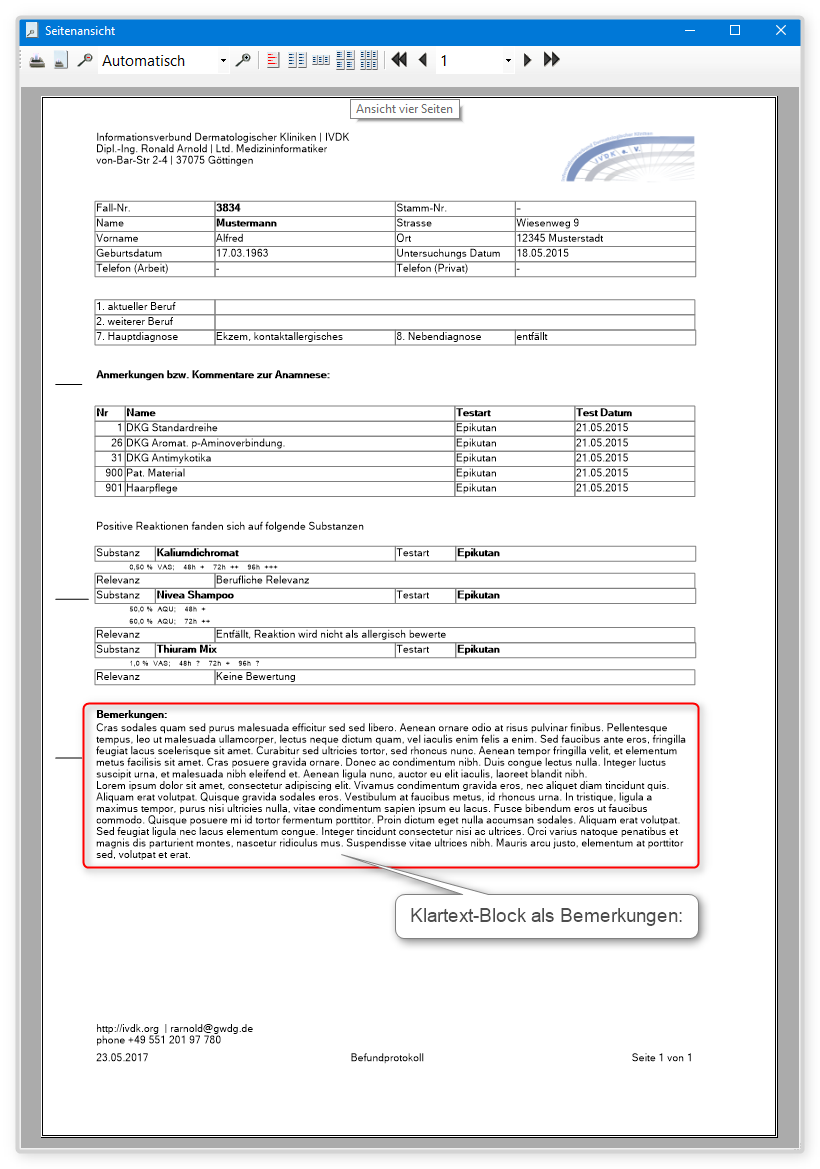 Seitenansicht
Automatisch 1
Ansicht vier Seiten
Informationsverbund Dermatologischer Kliniken | IVDK
Dipl.-Ing. Ronald Arnold | Ltd. Medizininformatiker
von-Bar-Str 2-4 | 37075 Göttingen
IVDK e.V.
Fall-Nr. 3834 Stamm-Nr. -
Name Mustermann Strasse Wiesenweg 9
Vorname Alfred Ort 12345 Musterstadt
Geburtsdatum 17.03.1963 Untersuchungs Datum 18.05.2015
Telefon (Arbeit) - Telefon (Privat) -
1. aktueller Beruf
2. weiterer Beruf
7. Hauptdiagnose Ekzem, kontaktallergisches 8. Nebendiagnose entfällt
Anmerkungen bzw. Kommentare zur Anamnese:
Nr Name Testart Test Datum
1 DKG Standardreihe Epikutan 21.05.2015
26 DKG Aromat. p-Aminoverbindung. Epikutan 21.05.2015
31 DKG Antimykotika Epikutan 21.05.2015
900 Pat. Material Epikutan 21.05.2015
901 Haarpflege Epikutan 21.05.2015
Positive Reaktionen fanden sich auf folgende Substanzen
Substanz Kaliumdichromat Testart Epikutan
0,50 % VAS; 48h + 72h ++ 96h +++
Relevanz Berufliche Relevanz
Substanz Nivea Shampoo Testart Epikutan
50,0 % AQU; 48h +
60,0 % AQU; 72h ++
Relevanz Entfällt, Reaktion wird nicht als allergisch bewerte
Substanz Thiuram Mix Testart Epikutan
1,0 % VAS; 48h ? 72h + 96h ?
Relevanz Keine Bewertung
Bemerkungen:
Cras sodales quam sed purus malesuada efficitur sed sed libero. Aenean ornare odio at risus pulvinar finibus. Pellentesque
tempus, leo ut malesuada ullamcorper, lectus neque dictum quam, vel iaculis enim felis a enim. Sed faucibus ante eros, fringilla
feugiat lacus scelerisque sit amet. Curabitur sed ultricies tortor, sed rhoncus nunc. Aenean tempor fringilla velit, et elementum
metus facilisis sit amet. Cras posuere gravida ornare. Donec ac condimentum nibh. Duis congue lectus nulla. Integer luctus
suscipit urna, et malesuada nibh eleifend et. Aenean ligula nunc, auctor eu elit iaculis, laoreet blandit nibh.
Lorem ipsum dolor sit amet, consectetur adipiscing elit. Vivamus condimentum gravida eros, nec aliquet diam tincidunt quis.
Aliquam erat volutpat. Quisque gravida sodales eros. Vestibulum at faucibus metus, id rhoncus urna. In tristique, ligula a
maximus tempor, purus nisi ultricies nulla, vitae condimentum sapien ipsum eu lacus. Fusce bibendum eros ut faucibus
commodo. Quisque posuere mi id tortor fermentum porttitor. Proin dictum eget nulla accumsan sodales. Aliquam erat volutpat.
Sed feugiat ligula nec lacus elementum congue. Integer tincidunt consectetur nisi ac ultrices. Orci varius natoque penatibus et
magnis dis parturient montes, nascetur ridiculus mus. Suspendisse vitae ultrices nibh. Mauris arcu justo, elementum at porttitor
sed, volutpat et erat.
Klartext-Block als Bemerkungen:
http://ivdk.org | rarnold@gwdg.de
phone +49 551 201 97 780
23.05.2017 Befundprotokoll Seite 1 von 1